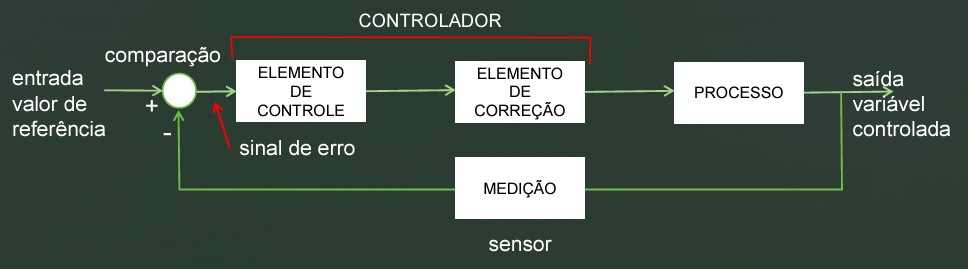 CONTROLADOR
comparação
entrada
valor de
referência
+
-
sinal de erro
ELEMENTO
DE
CONTROLE
ELEMENTO
DE
CORREÇÃO
PROCESSO
saída
variável
controlada
MEDIÇÃO
sensor